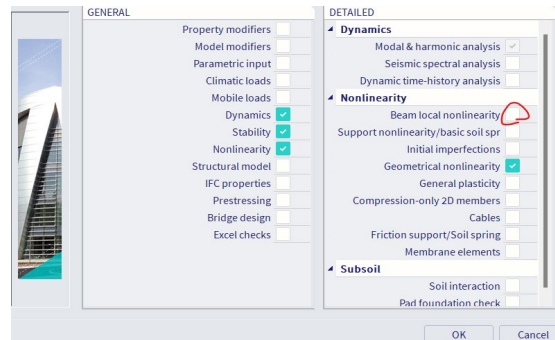 GENERAL
Property modifiers
Model modifiers
Parametric input
Climatic loads
Mobile loads
Dynamics
Stability
Nonlinearity
Structural model
IFC properties
Prestressing
Bridge design
Excel checks
DETAILED
Dynamics
Modal & harmonic analysis
Seismic spectral analysis
Dynamic time-history analysis
Nonlinearity
Beam local nonlinearity
Support nonlinearity/basic soil spr
Initial imperfections
Geometrical nonlinearity
General plasticity
Compression-only 2D members
Cables
Friction support/Soil spring
Membrane elements
Subsoil
Soil interaction
Pad foundation check
OK Cancel